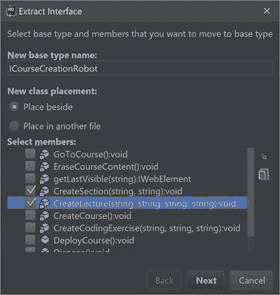 Extract Interface
Select base type and members that you want to move to base type
New base type name:
ICourseCreationRobot
New class placement:
Place beside
Place in another file
Select members:
GoToCourse():void
EraseCourseContent():void
getLastVisible(string):IWebElement
CreateSection(string, string):void
CreateLecture(string, string, string, string):void
CreateCourse():void
CreateCodingExercise(string, string, string):void
DeployCourse():void
Back
Next
Cancel